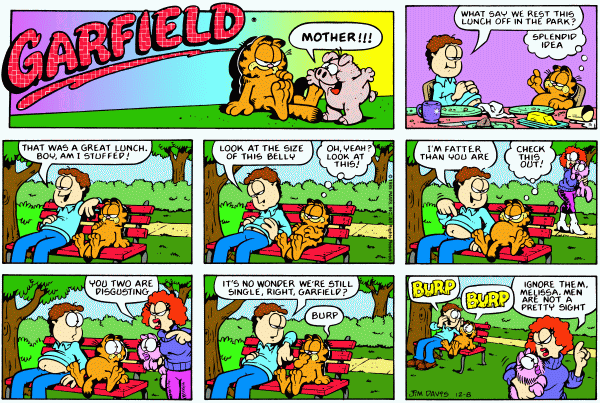 GARFIELD
MOTHER!!!
WHAT SAY WE REST THIS
LUNCH OFF IN THE PARK?
SPLENDID
IDEA
THAT WAS A GREAT LUNCH.
BOY, AM I STUFFED!
LOOK AT THE SIZE
OF THIS BELLY
OH, YEAH?
LOOK AT
THIS!
I'M FATTER
THAN YOU ARE
CHECK
THIS
OUT!
YOU TWO ARE
DISGUSTING
IT'S NO WONDER WE'RE STILL
SINGLE, RIGHT, GARFIELD?
BURP
BURP
BURP
IGNORE THEM,
MELISSA. MEN
ARE NOT A
PRETTY SIGHT
JIM DAVIS 12-8